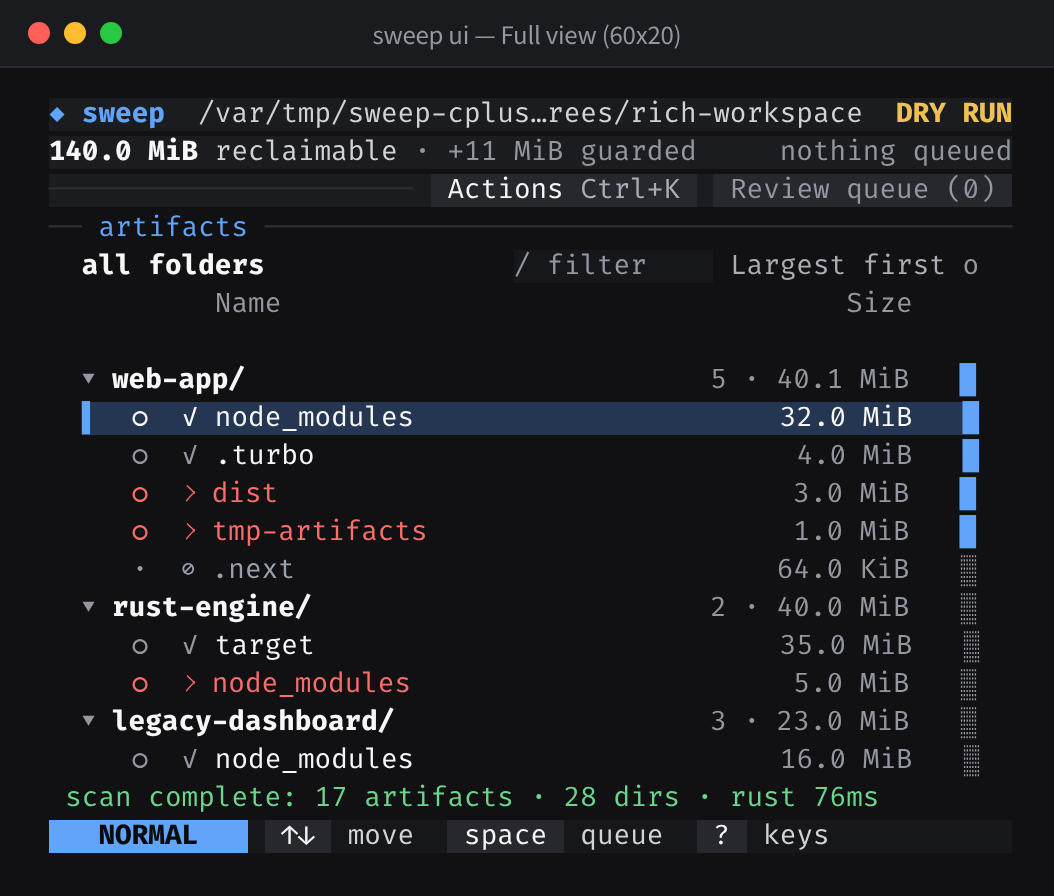 sweep ui — Full view (60x20)
◆ sweep /var/tmp/sweep-cplus…rees/rich-workspace DRY RUN
140.0 MiB reclaimable · +11 MiB guarded nothing queued
Actions Ctrl+K Review queue (0)
artifacts
all folders / filter Largest first o
Name Size
▾ web-app/ 5 · 40.1 MiB
○ √ node_modules 32.0 MiB
○ √ .turbo 4.0 MiB
○ > dist 3.0 MiB
○ > tmp-artifacts 1.0 MiB
· ⊘ .next 64.0 KiB
▾ rust-engine/ 2 · 40.0 MiB
○ √ target 35.0 MiB
○ > node_modules 5.0 MiB
▾ legacy-dashboard/ 3 · 23.0 MiB
○ √ node_modules 16.0 MiB
scan complete: 17 artifacts · 28 dirs · rust 76ms
NORMAL ↑↓ move space queue ? keys